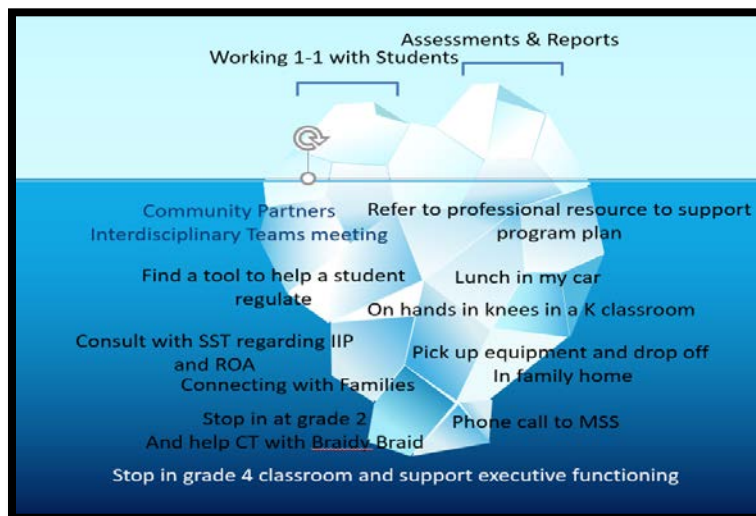 Assessments & Reports
Working 1-1 with Students
Community Partners
Interdisciplinary Teams meeting
Refer to professional resource to support
program plan
Find a tool to help a student
regulate
Lunch in my car
On hands in knees in a K classroom
Consult with SST regarding IIP
and ROA
Connecting with Families
Pick up equipment and drop off
In family home
Stop in at grade 2
And help CT with Braidy Braid
Phone call to MSS
Stop in grade 4 classroom and support executive functioning